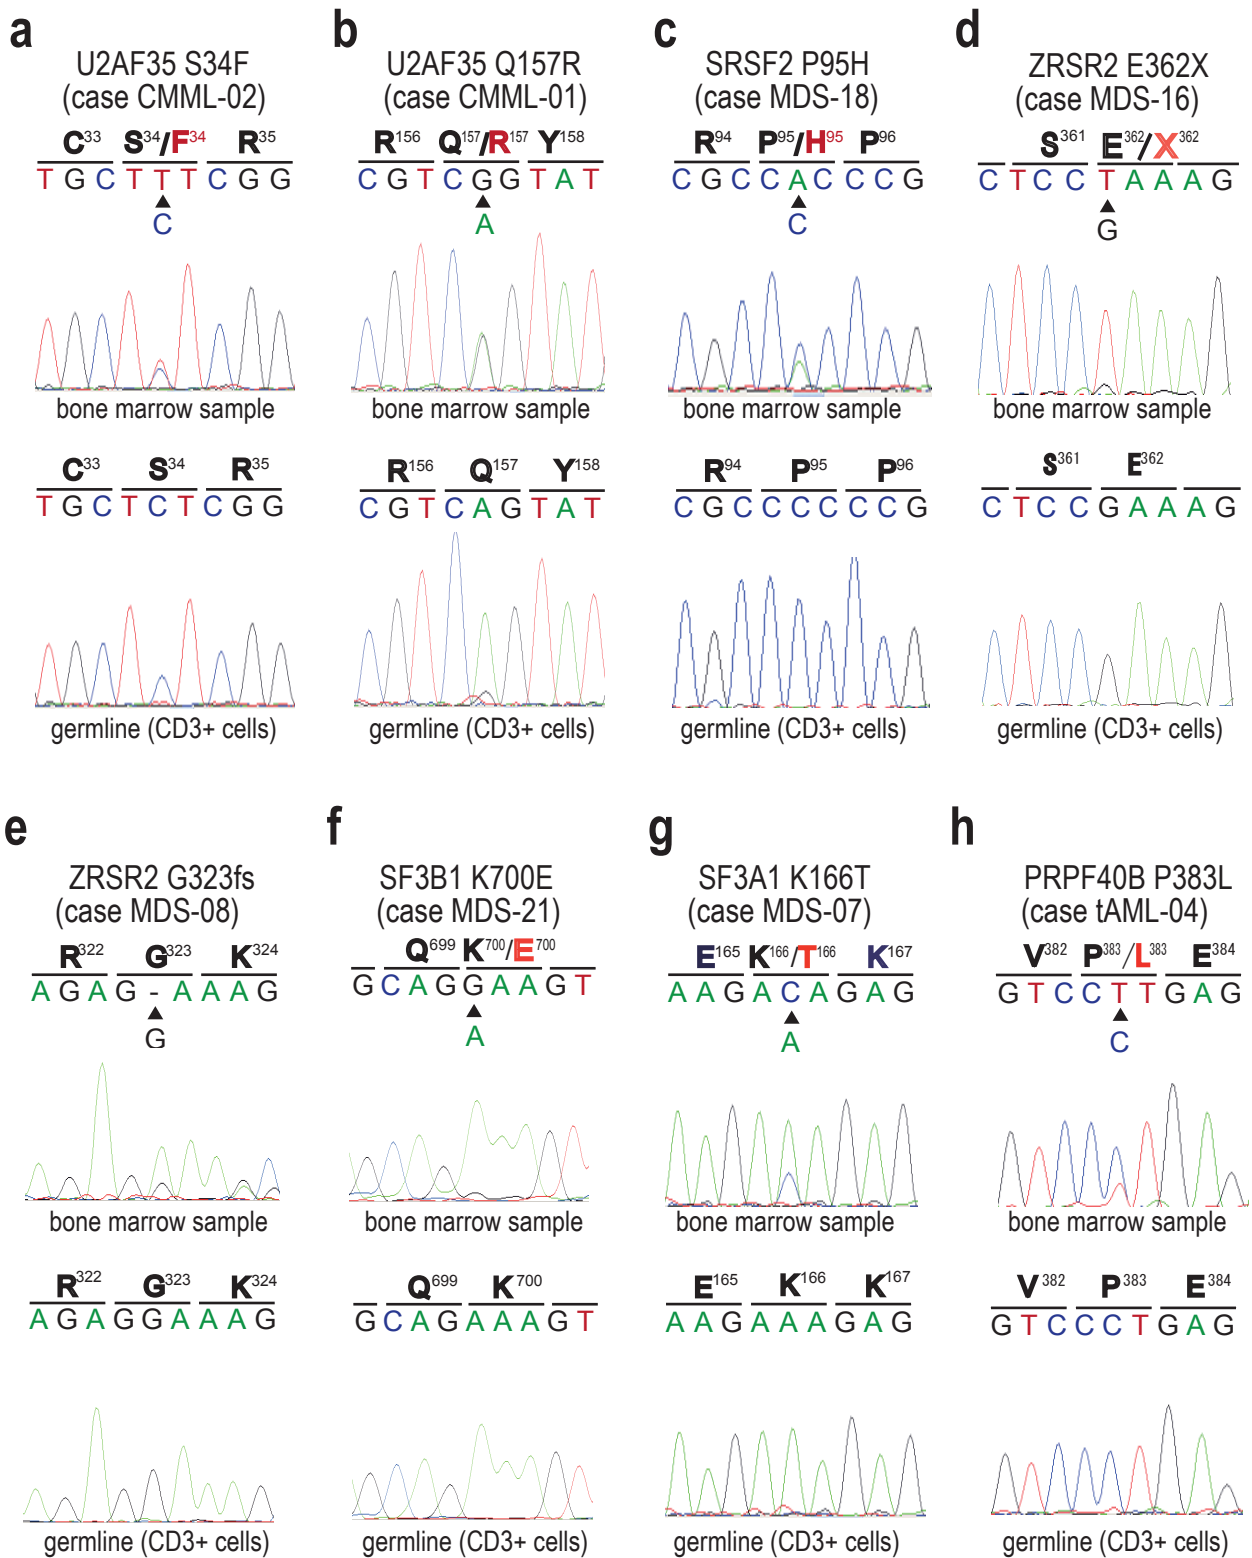 a
U2AF35 S34F
(case CMML-02)
C33 S34/F34 R35
T G C T T T C G G
C
bone marrow sample
C33 S34 R35
T G C T C T C G G
germline (CD3+ cells)
b
U2AF35 Q157R
(case CMML-01)
R156 Q157/R157 Y158
C G T C G G T A T
A
bone marrow sample
R156 Q157 Y158
C G T C A G T A T
germline (CD3+ cells)
c
SRSF2 P95H
(case MDS-18)
R94 P95/H95 P96
C G C C A C C C G
C
bone marrow sample
R94 P95 P96
C G C C C C C C G
germline (CD3+ cells)
d
ZRSR2 E362X
(case MDS-16)
S361 E362/X362
C T C C T A A A G
G
bone marrow sample
S361 E362
C T C C G A A A G
germline (CD3+ cells)
e
ZRSR2 G323fs
(case MDS-08)
R322 G323 K324
A G A G - A A A G
G
bone marrow sample
R322 G323 K324
A G A G G A A A G
germline (CD3+ cells)
f
SF3B1 K700E
(case MDS-21)
Q699 K700/E700
G C A G G A A G T
A
bone marrow sample
Q699 K700
G C A G A A A G T
germline (CD3+ cells)
g
SF3A1 K166T
(case MDS-07)
E165 K166/T166 K167
A A G A C A G A G
A
bone marrow sample
E165 K166 K167
A A G A A A G A G
germline (CD3+ cells)
h
PRPF40B P383L
(case tAML-04)
V382 P383/L383 E384
G T C C T T G A G
C
bone marrow sample
V382 P383 E384
G T C C C T G A G
germline (CD3+ cells)